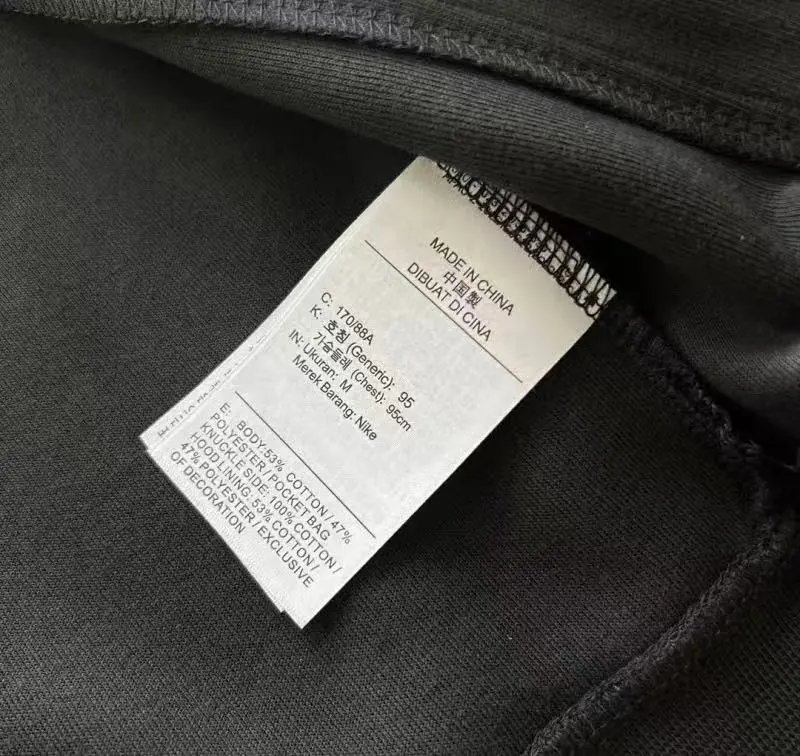 MADE IN CHINA
中国製
DIBUAT DI CINA
C: 170/88A
K: 호칭 (Generic): 95
가슴둘레 (Chest): 95cm
IN: Ukuran: M
Merek Barang: Nike
E: BODY:53% COTTON / 47%
POLYESTER / POCKET BAG
KNUCKLE SIDE: 100% COTTON /
HOOD LINING: 53% COTTON /
47% POLYESTER / EXCLUSIVE
OF DECORATION